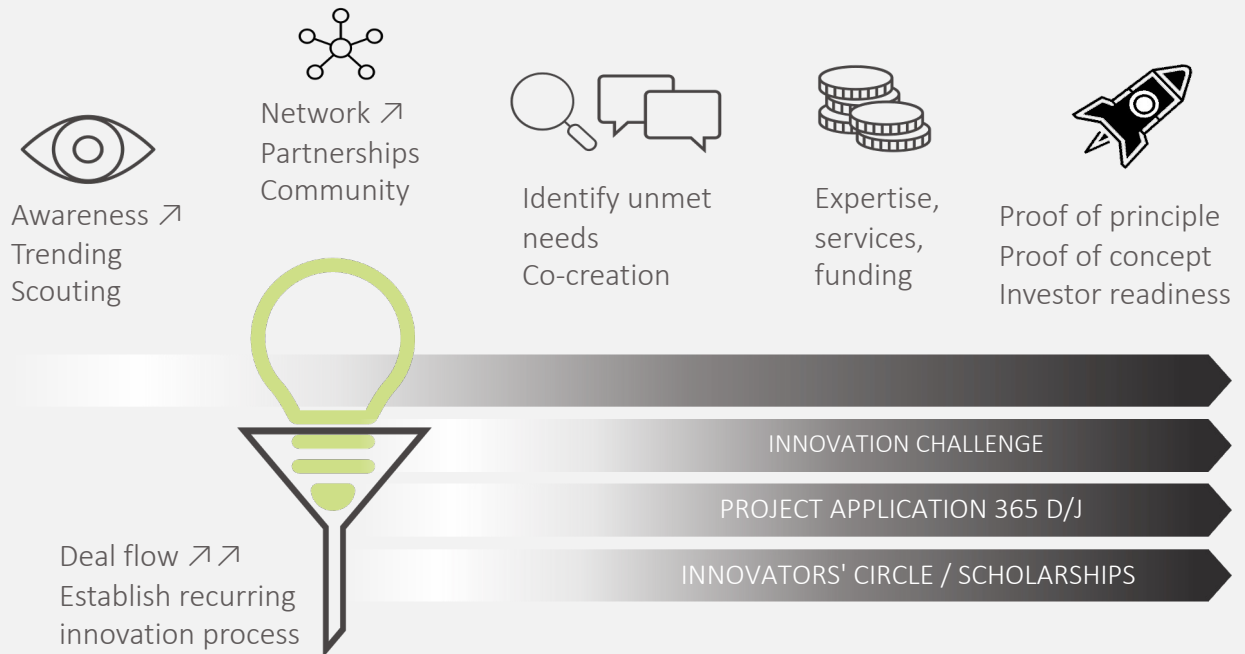 Awareness ↗
Trending
Scouting
Network ↗
Partnerships
Community
Identify unmet
needs
Co-creation
Expertise,
services,
funding
Proof of principle
Proof of concept
Investor readiness
INNOVATION CHALLENGE
PROJECT APPLICATION 365 D/J
INNOVATORS' CIRCLE / SCHOLARSHIPS
Deal flow ↗↗
Establish recurring
innovation process